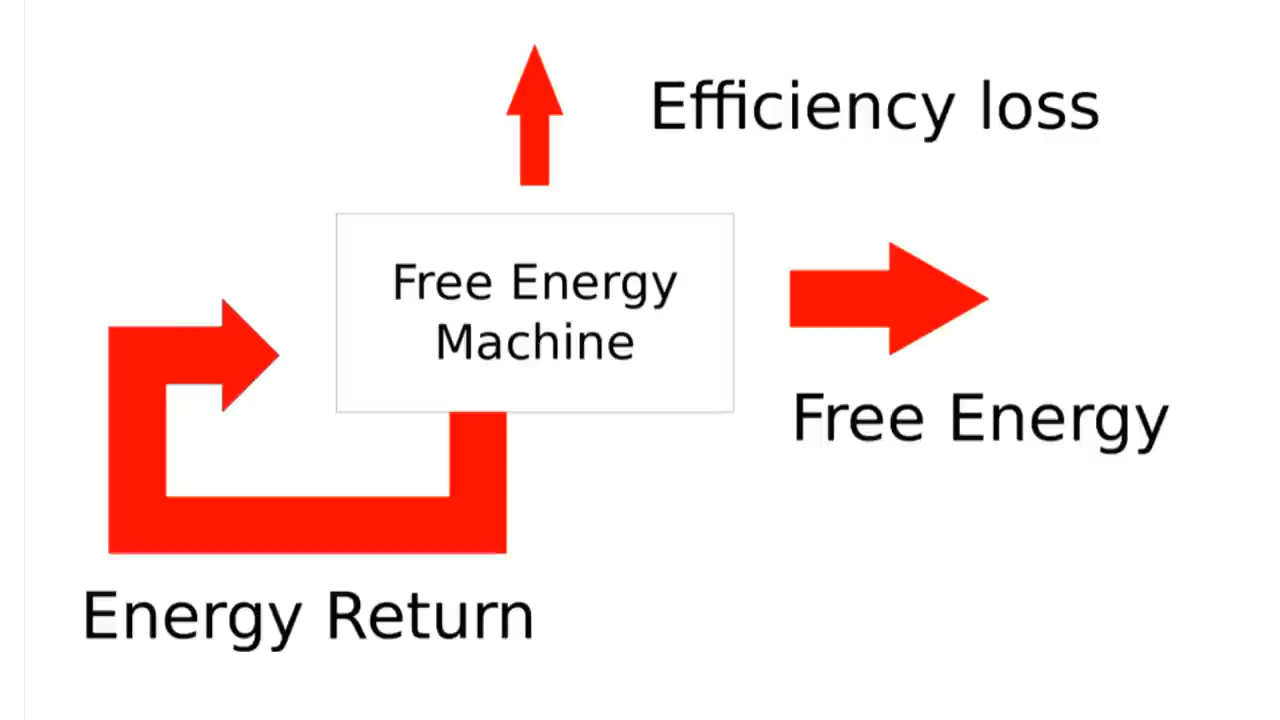 Efficiency loss
Free Energy
Machine
Free Energy
Energy Return